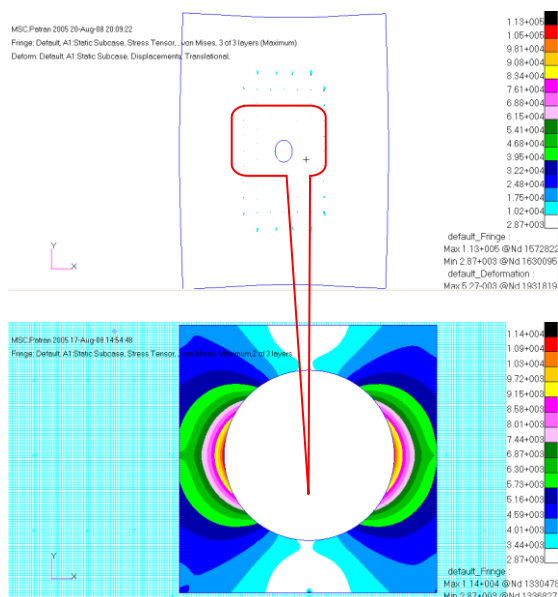 MSC.Patran 2005 20-Aug-08 20:09:22
Fringe: Default, A1:Static Subcase, Stress Tensor, , von Mises, 3 of 3 layers (Maximum)
Deform: Default, A1:Static Subcase, Displacements, Translational,
1.13+005
1.05+005
9.81+004
9.08+004
8.34+004
7.61+004
6.88+004
6.15+004
5.41+004
4.68+004
3.95+004
3.22+004
2.48+004
1.75+004
1.02+004
2.87+003
default_Fringe :
Max 1.13+005 @Nd 1572822
Min 2.87+003 @Nd 1630095
default_Deformation :
Max 5.27-003 @Nd 1931819
Y
X
MSC.Patran 2005 17-Aug-08 14:54:48
Fringe: Default, A1:Static Subcase, Stress Tensor, von Mises, Maximum,2 of 3 layers
1.14+004
1.09+004
1.03+004
9.72+003
9.15+003
8.58+003
8.01+003
7.44+003
6.87+003
6.30+003
5.73+003
5.16+003
4.59+003
4.01+003
3.44+003
2.87+003
default_Fringe :
Max 1.14+004 @Nd 1330478
Min 2.87+003 @Nd 1336827
Y
X